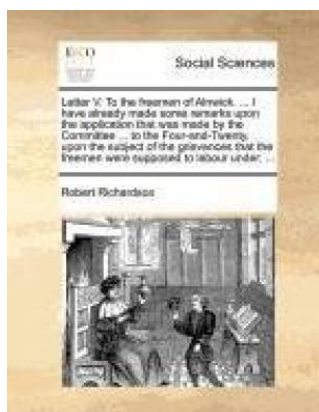 ECCO
Social Sciences
Letter V. To the freemen of Alnwick. ... I
have already made some remarks upon
the application that was made by the
Committee ... to the Four-and-Twenty,
upon the subject of the grievances that the
freemen were supposed to labour under; ...
Robert Richardson